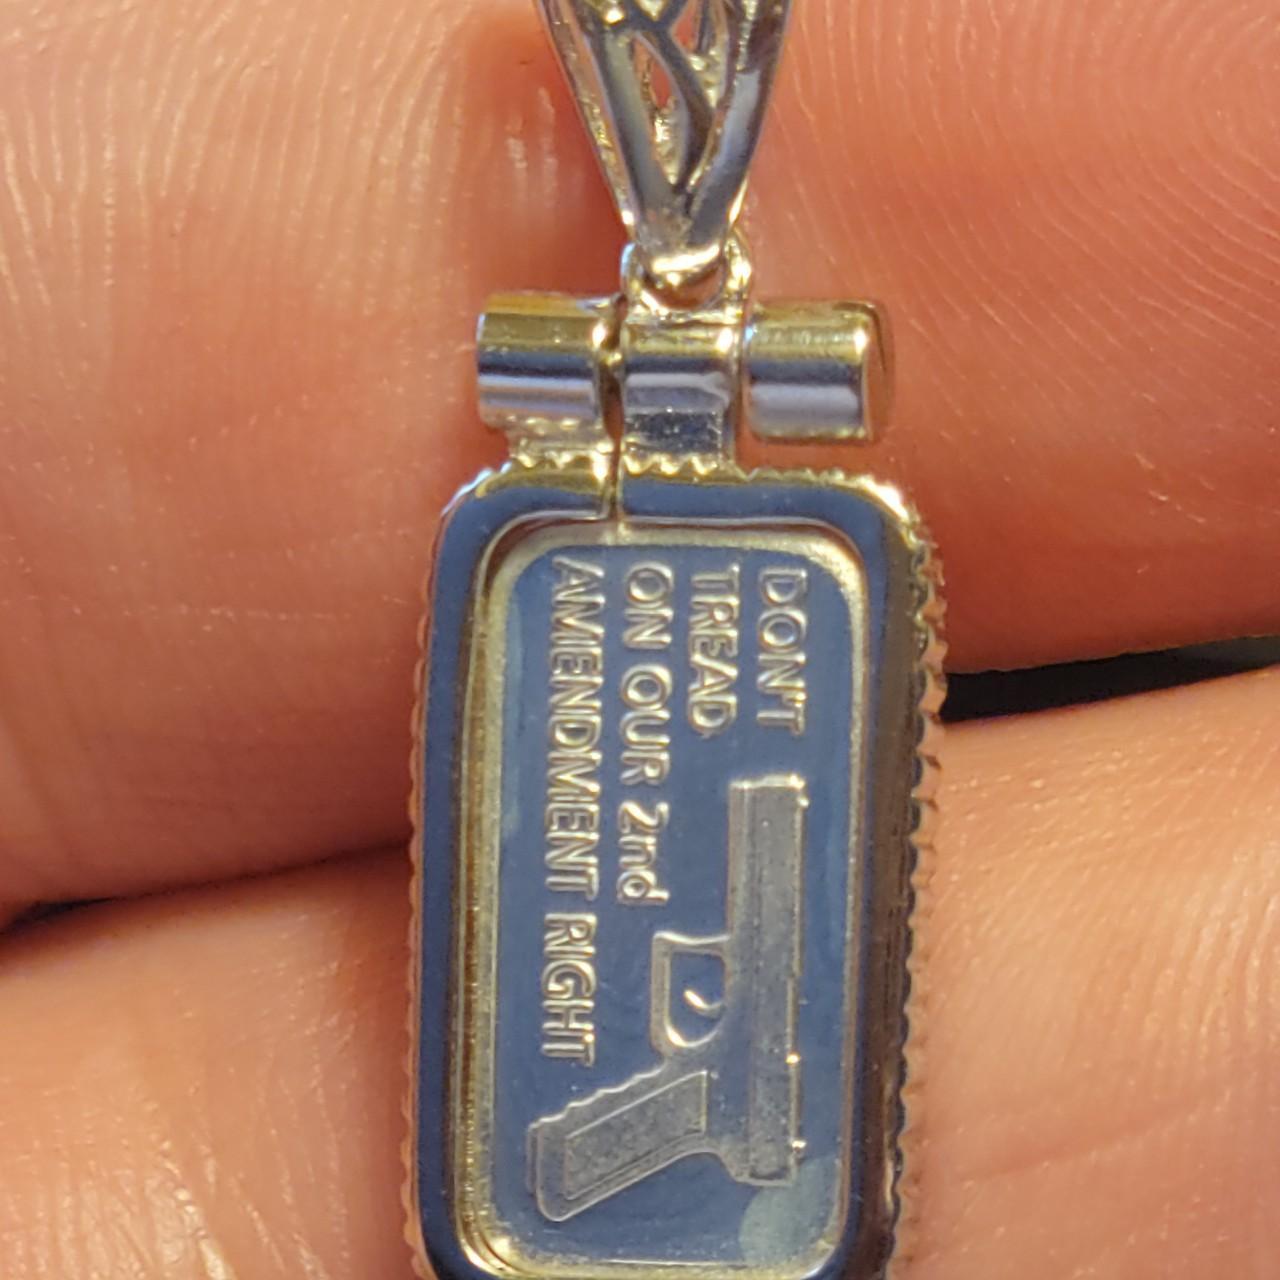 DON'T
TREAD
ON OUR 2nd
AMENDMENT RIGHT